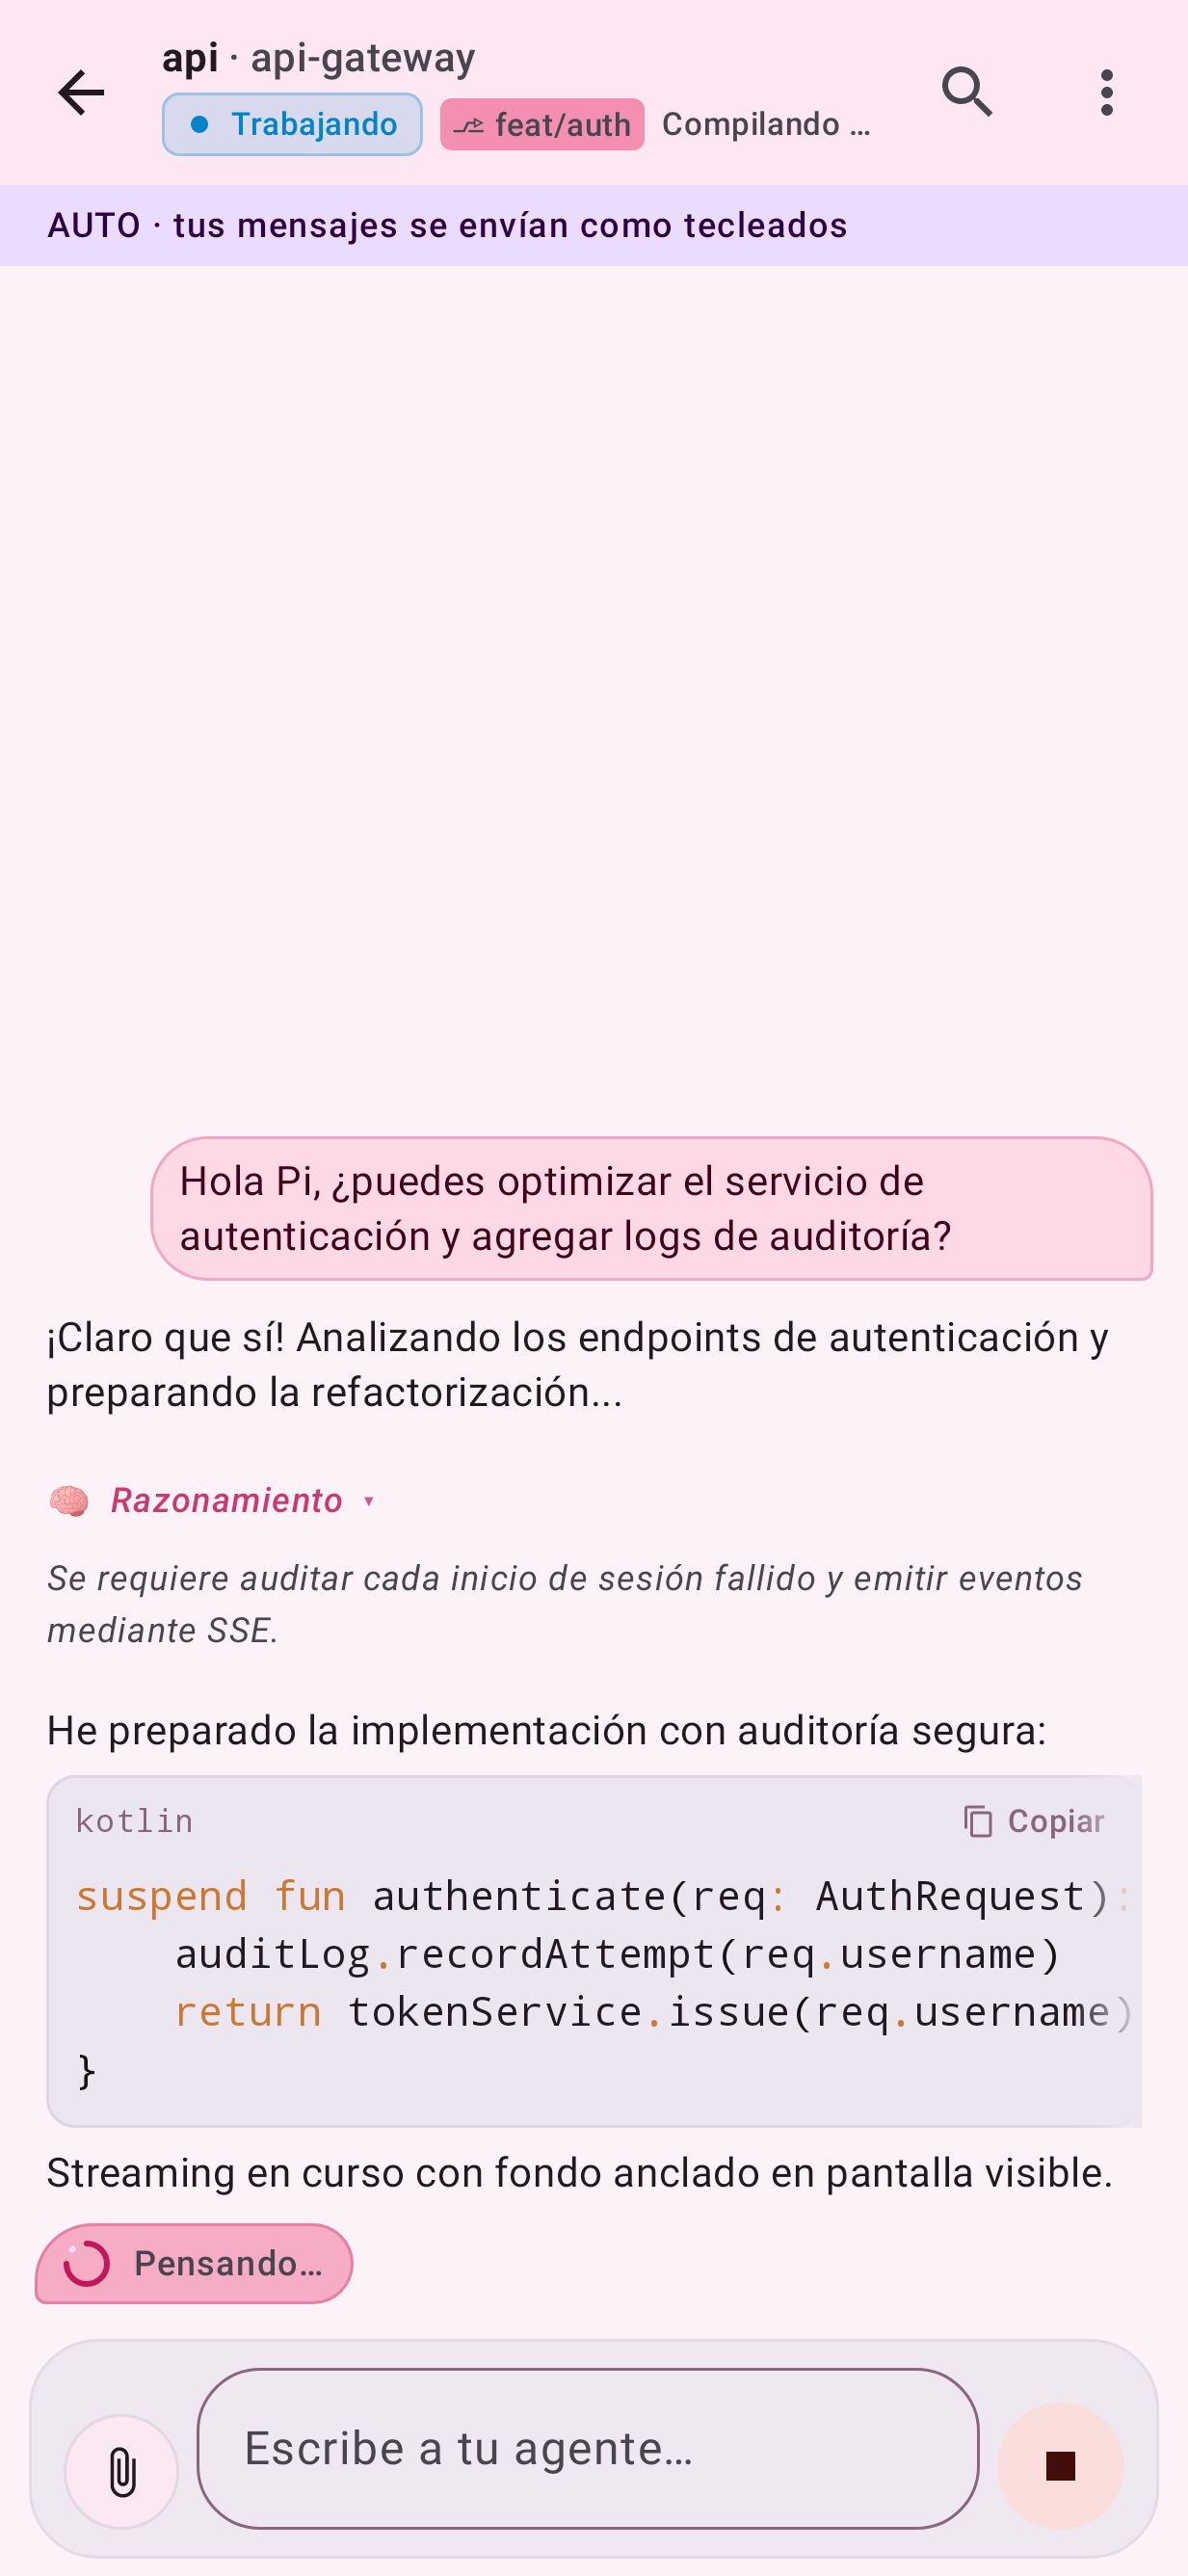 api · api-gateway
Trabajando
feat/auth
Compilando …
AUTO · tus mensajes se envían como tecleados
Hola Pi, ¿puedes optimizar el servicio de
autenticación y agregar logs de auditoría?
¡Claro que sí! Analizando los endpoints de autenticación y
preparando la refactorización...
Razonamiento
Se requiere auditar cada inicio de sesión fallido y emitir eventos
mediante SSE.
He preparado la implementación con auditoría segura:
kotlin
Copiar
suspend fun authenticate(req: AuthRequest):
    auditLog.recordAttempt(req.username)
    return tokenService.issue(req.username)
}
Streaming en curso con fondo anclado en pantalla visible.
Pensando…
Escribe a tu agente…